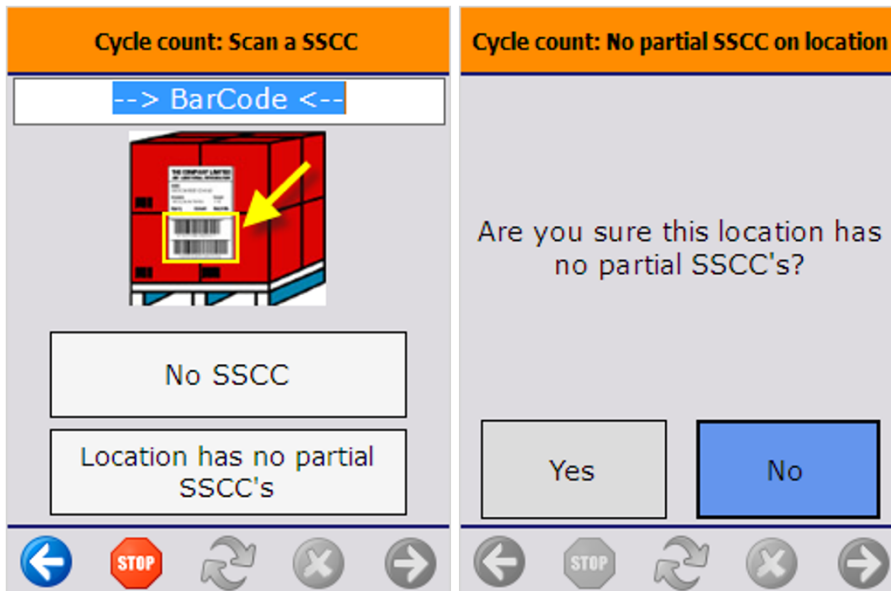 Cycle count: Scan a SSCC
--> BarCode <--
No SSCC
Location has no partial
SSCC's
STOP
Cycle count: No partial SSCC on location
Are you sure this location has
no partial SSCC's?
Yes
No
STOP